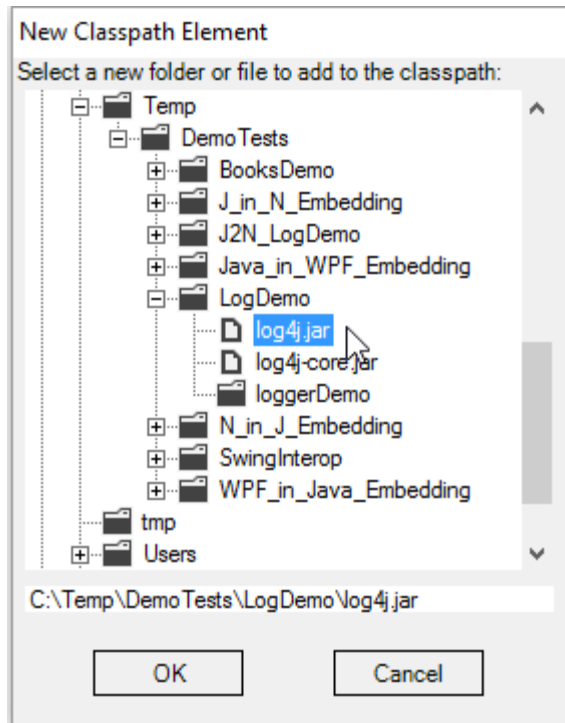 New Classpath Element
Select a new folder or file to add to the classpath:
Temp
DemoTests
BooksDemo
J_in_N_Embedding
J2N_LogDemo
Java_in_WPF_Embedding
LogDemo
log4j.jar
log4j-core.jar
loggerDemo
N_in_J_Embedding
SwingInterop
WPF_in_Java_Embedding
tmp
Users
C:\Temp\DemoTests\LogDemo\log4j.jar
OK Cancel